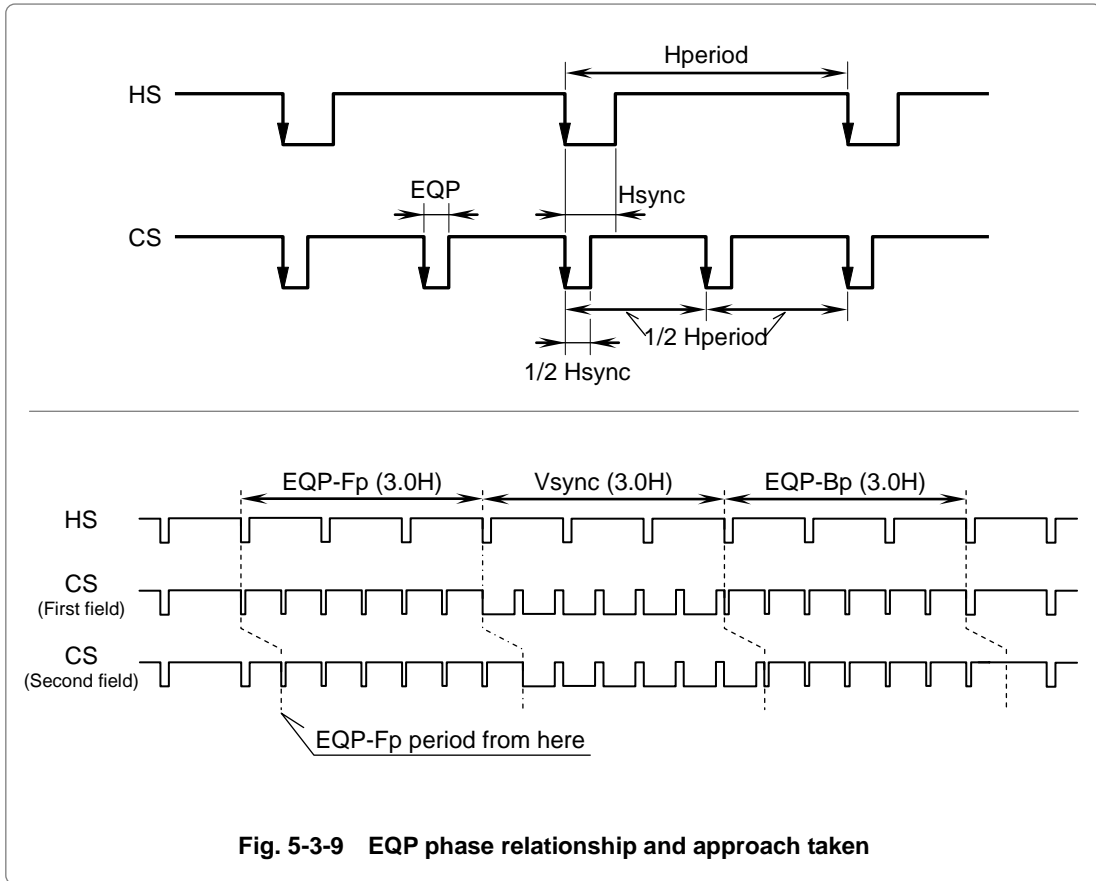 Hperiod
HS
EQP
Hsync
CS
1/2 Hperiod
1/2 Hsync
EQP-Fp (3.0H)
Vsync (3.0H)
EQP-Bp (3.0H)
HS
CS
(First field)
CS
(Second field)
EQP-Fp period from here
Fig. 5-3-9 EQP phase relationship and approach taken